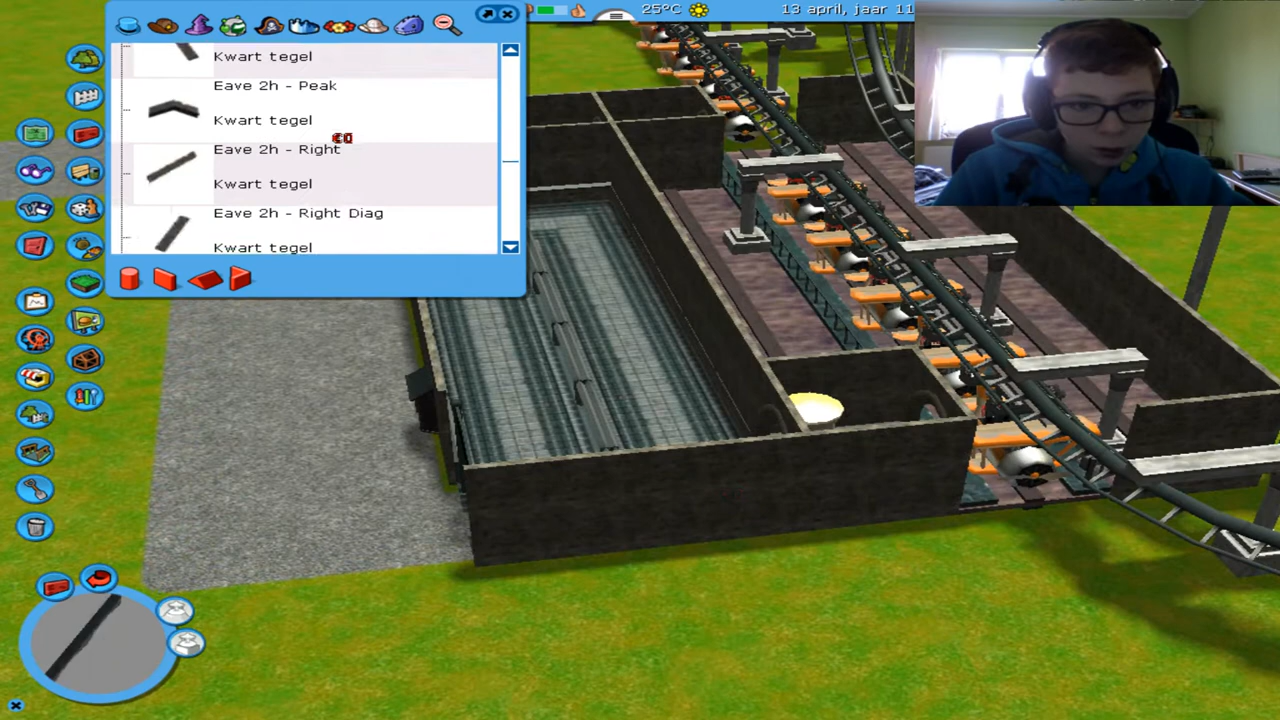 25°C
13 april, jaar 11
Kwart tegel
Eave 2h - Peak
Kwart tegel
€0
Eave 2h - Right
Kwart tegel
Eave 2h - Right Diag
Kwart tegel